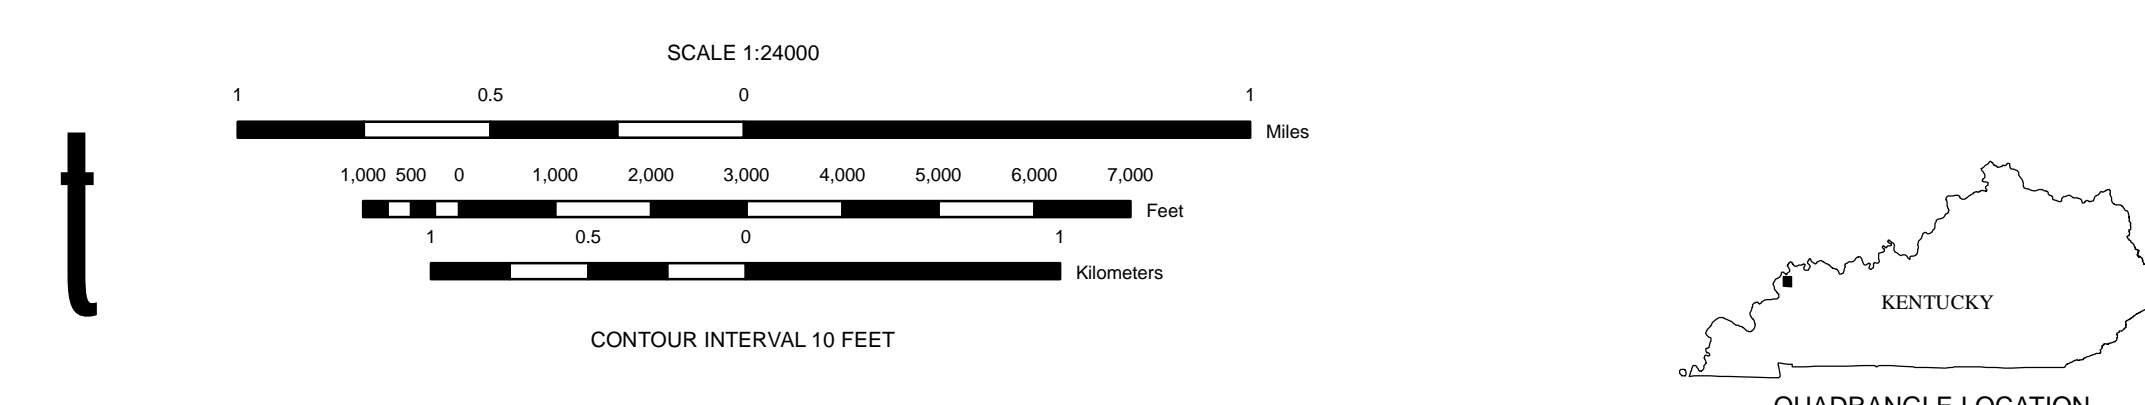 SCALE 1:24000
1 0.5 0 1
Miles
1,000 500 0 1,000 2,000 3,000 4,000 5,000 6,000 7,000
Feet
1 0.5 0 1
Kilometers
t
CONTOUR INTERVAL 10 FEET
KENTUCKY
QUADRANGLE LOCATION